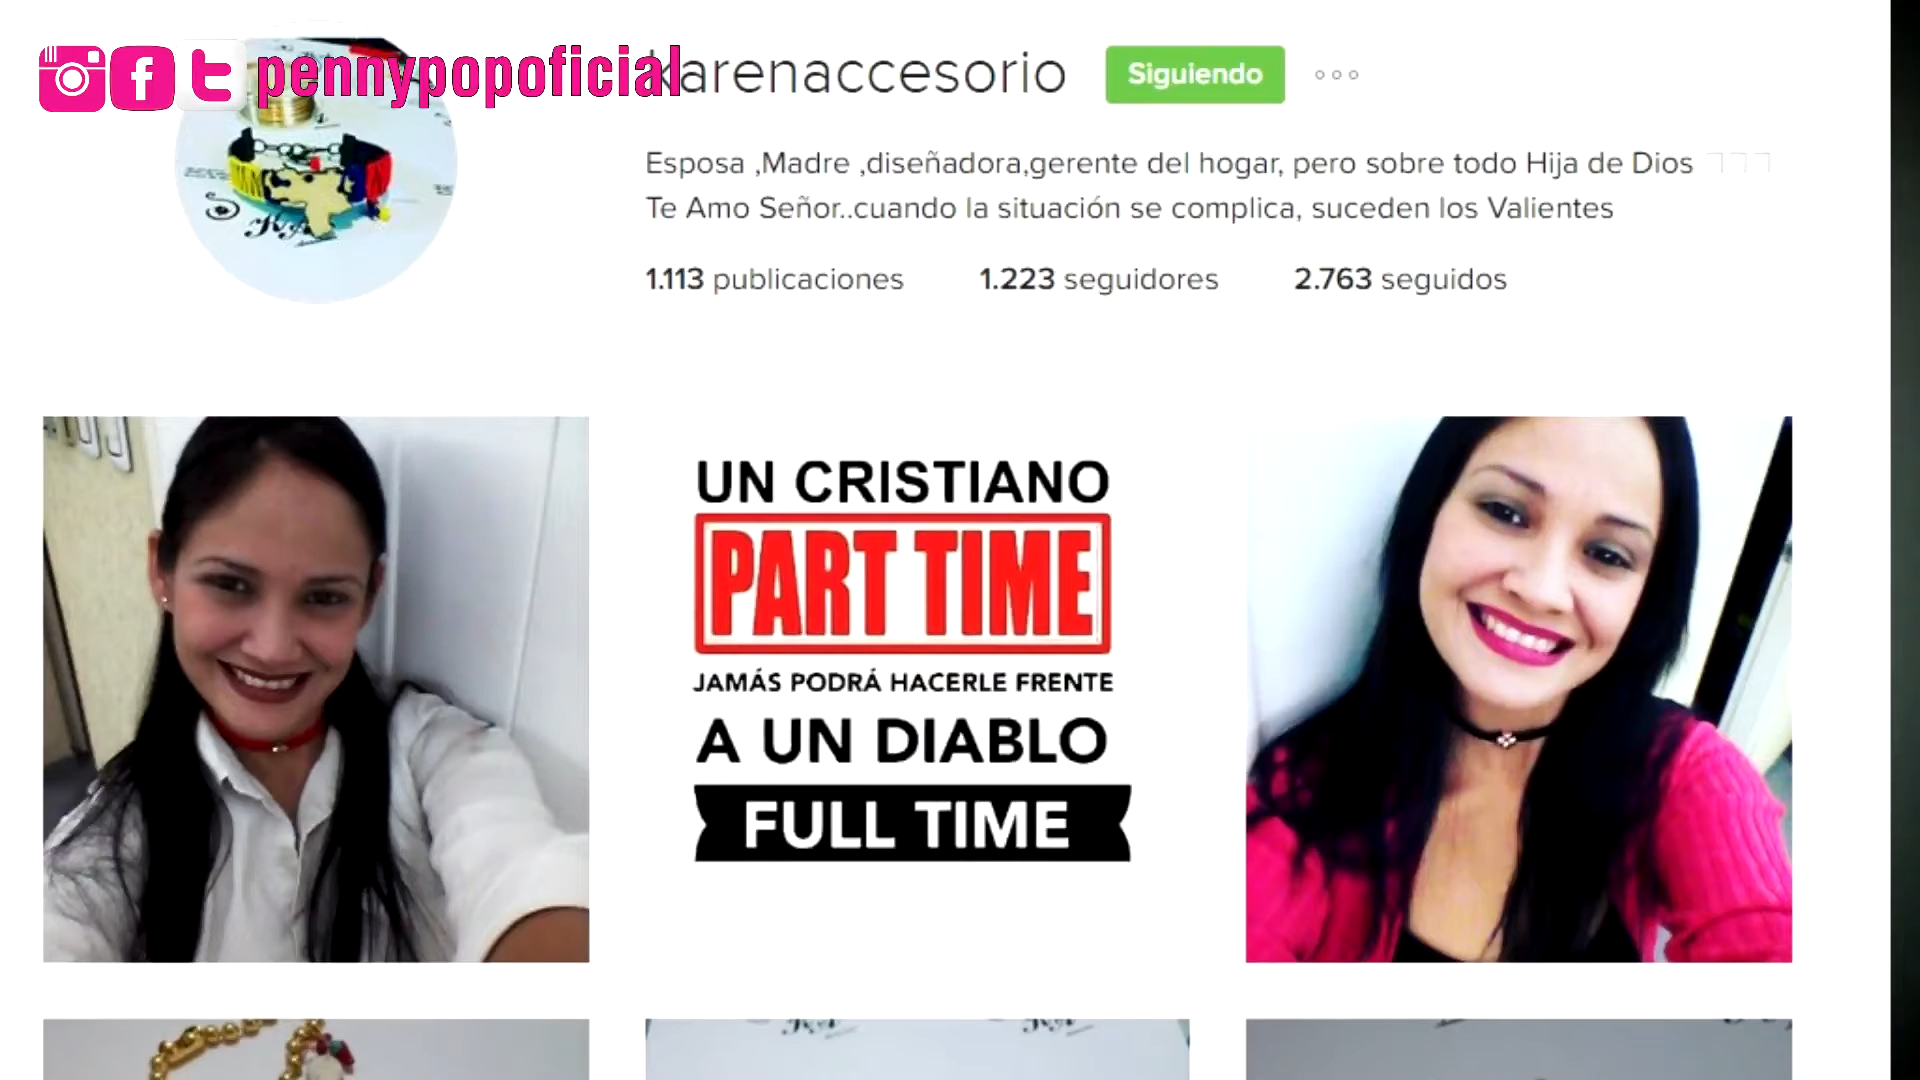 pennypopoficial
karenaccesorio
Siguiendo
Esposa ,Madre ,diseñadora,gerente del hogar, pero sobre todo Hija de Dios
Te Amo Señor..cuando la situación se complica, suceden los Valientes
1.113 publicaciones 1.223 seguidores 2.763 seguidos
UN CRISTIANO
PART TIME
JAMÁS PODRÁ HACERLE FRENTE
A UN DIABLO
FULL TIME